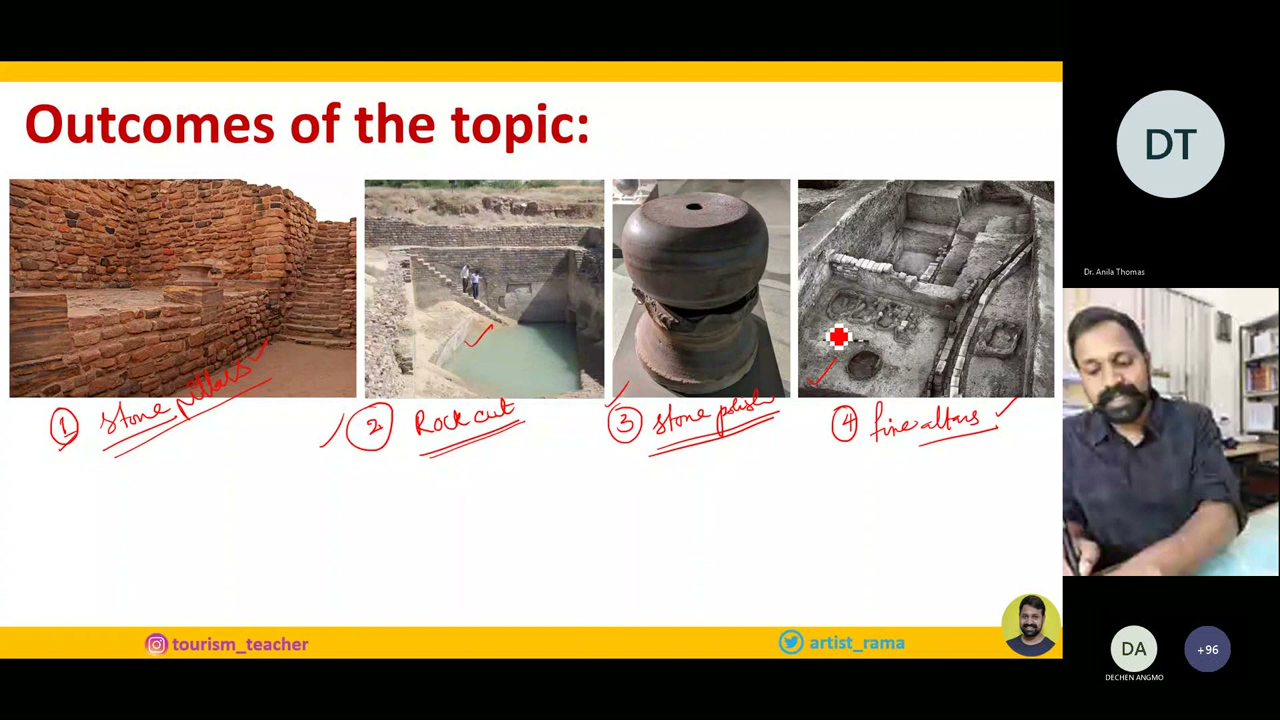 Outcomes of the topic:
① stone pillars
② Rock cut
③ stone polish
④ fire altars
tourism_teacher
artist_rama
DT
Dr. Anila Thomas
DA
+96
DECHEN ANGMO